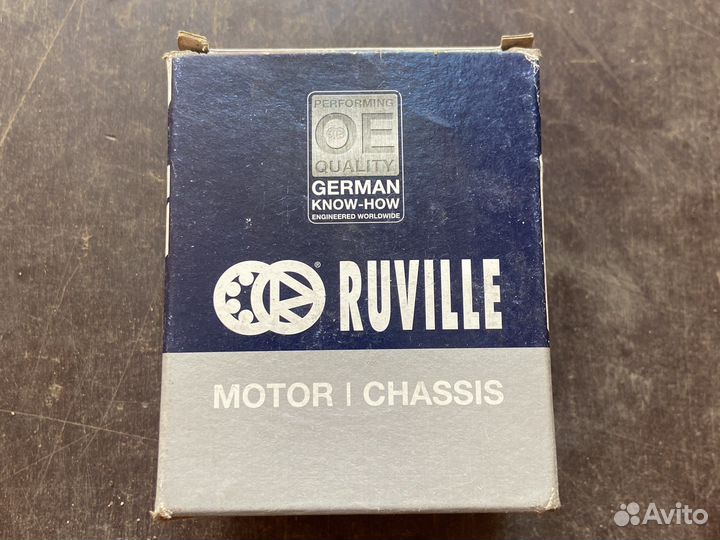 PERFORMING
OE
QUALITY
GERMAN
KNOW-HOW
ENGINEERED WORLDWIDE
® RUVILLE
MOTOR | CHASSIS
Avito